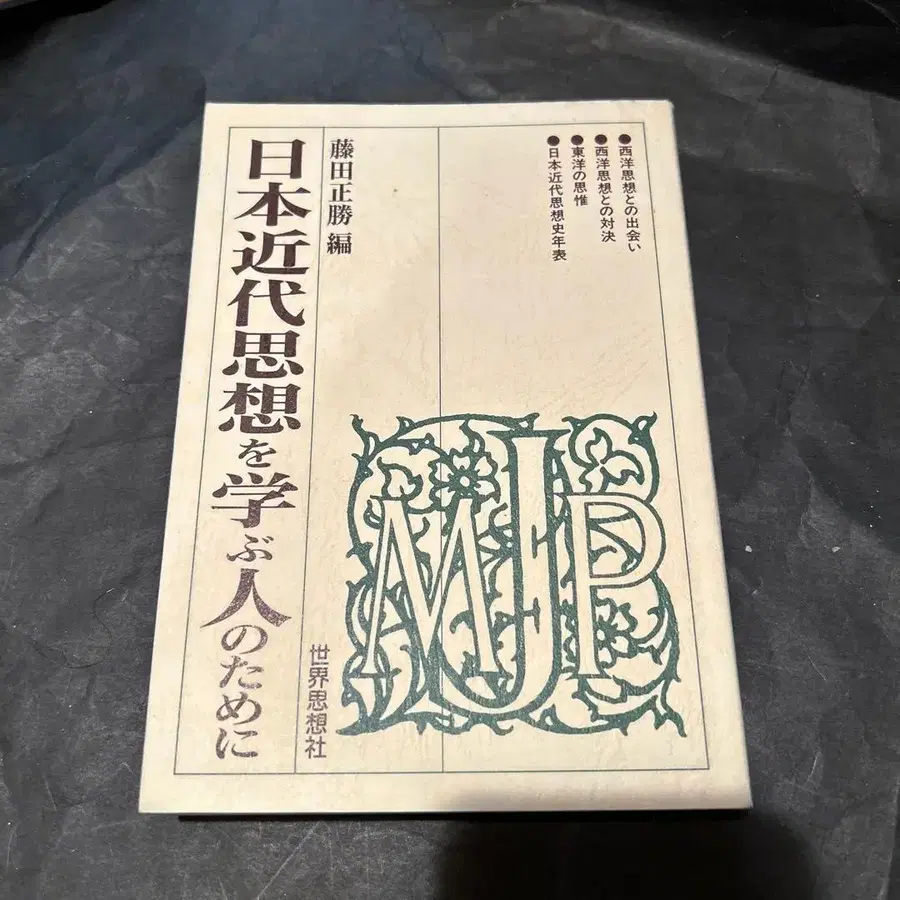 ●西洋思想との出会い
●西洋思想との対決
●東洋の思惟
●日本近代思想史年表
藤田正勝 編
日本近代思想を学ぶ人のために
MJP
世界思想社